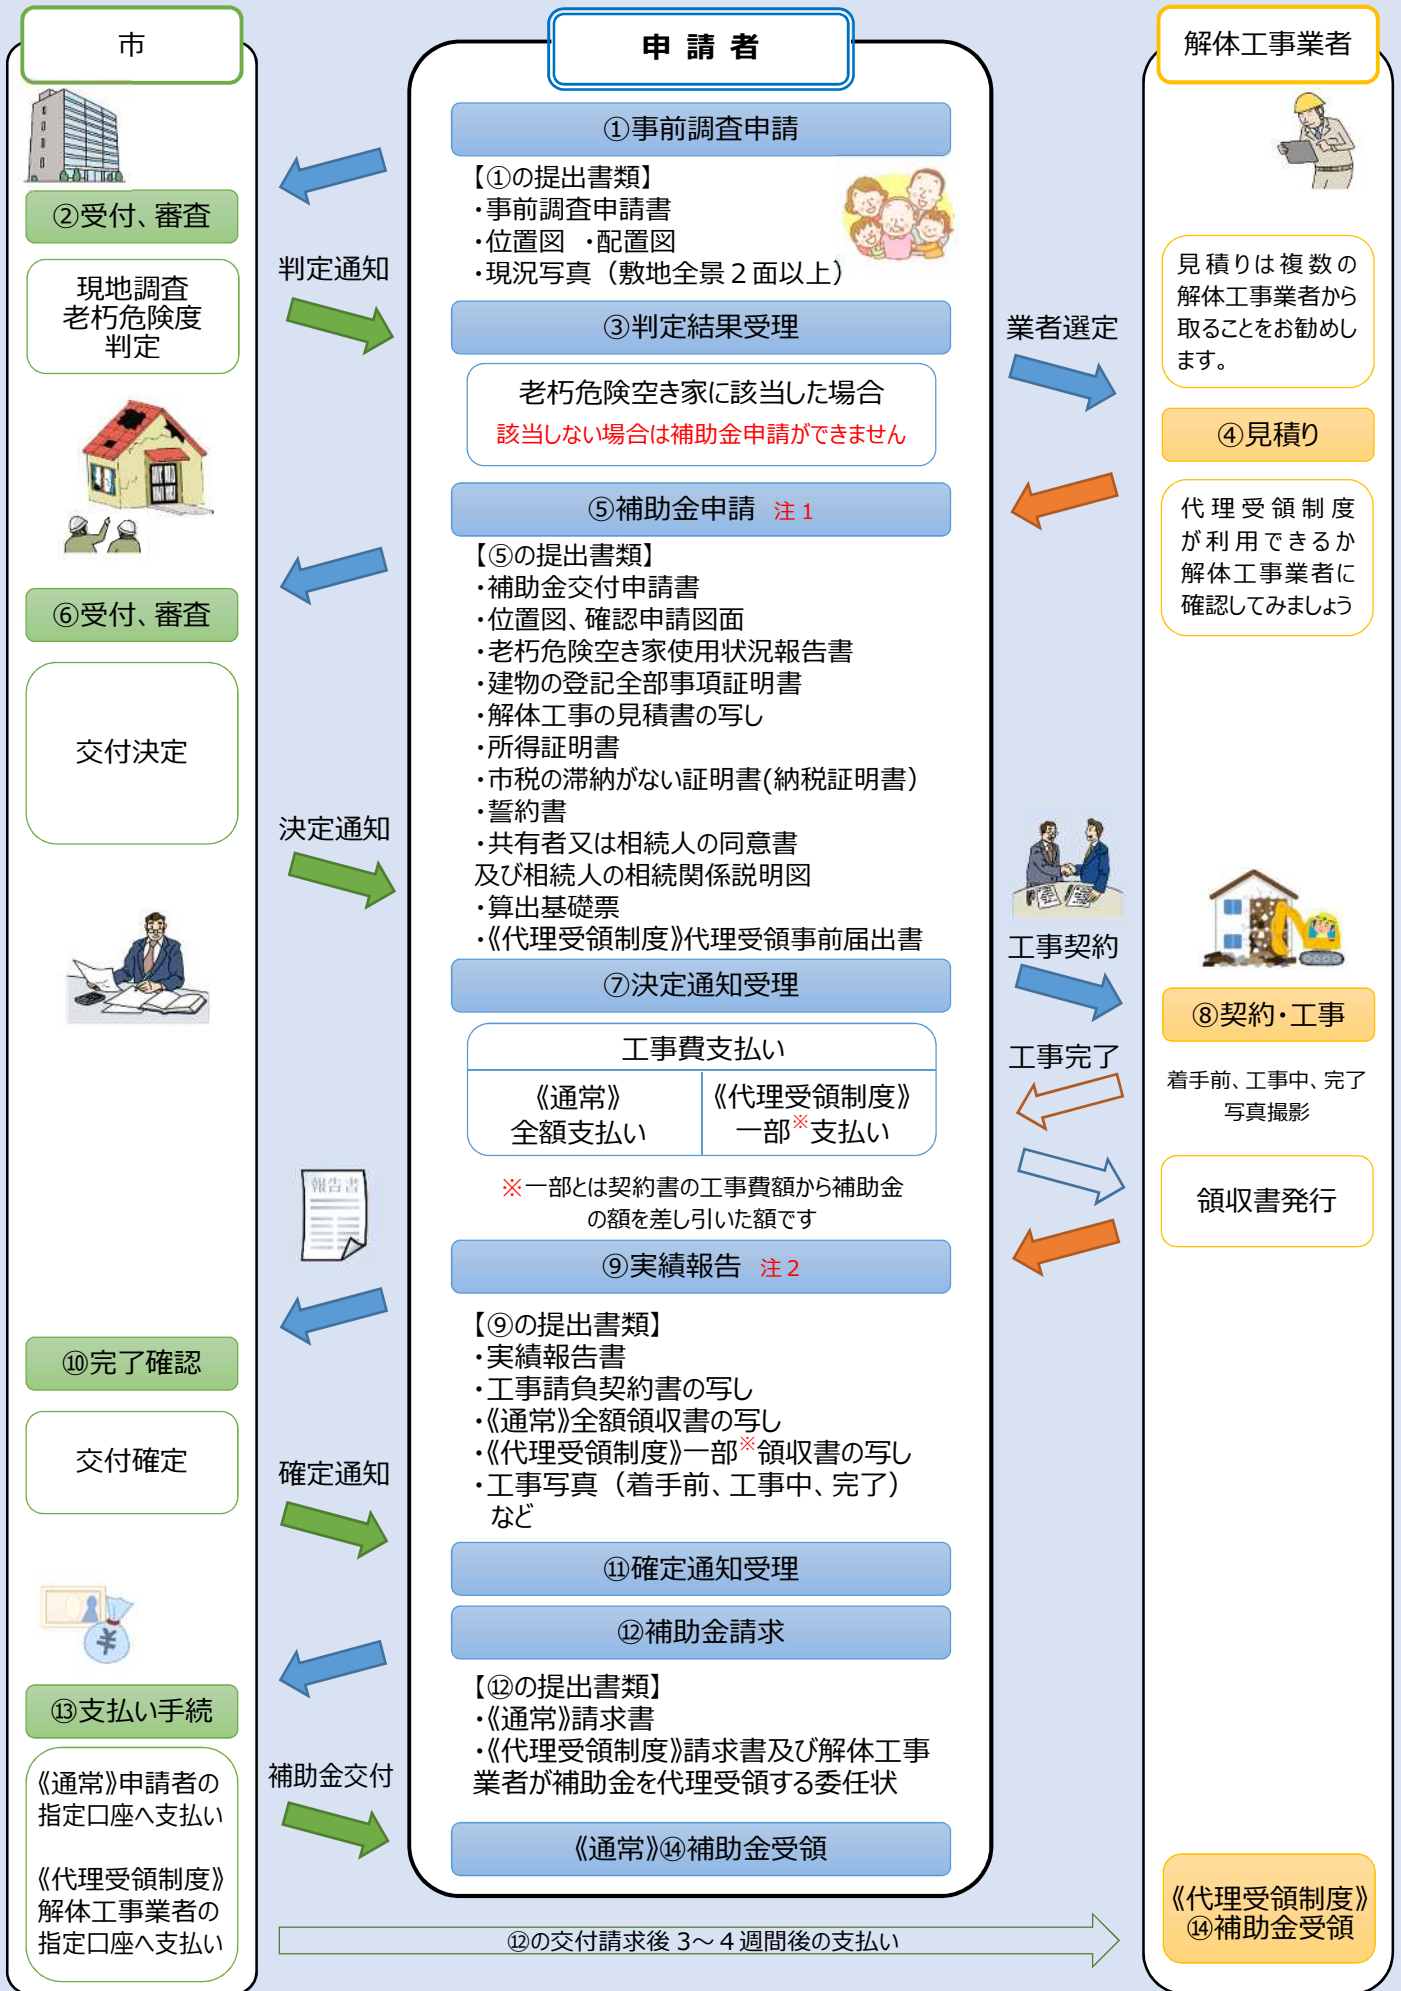 市
申請者
解体工事業者
①事前調査申請
【①の提出書類】
・事前調査申請書
・位置図 ・配置図
・現況写真（敷地全景２面以上）
②受付、審査
現地調査
老朽危険度
判定
判定通知
③判定結果受理
老朽危険空き家に該当した場合
該当しない場合は補助金申請ができません
業者選定
見積りは複数の
解体工事業者から
取ることをお勧めし
ます。
④見積り
代理受領制度
が利用できるか
解体工事業者に
確認してみましょう
⑤補助金申請 注１
【⑤の提出書類】
・補助金交付申請書
・位置図、確認申請図面
・老朽危険空き家使用状況報告書
・建物の登記全部事項証明書
・解体工事の見積書の写し
・所得証明書
・市税の滞納がない証明書(納税証明書）
・誓約書
・共有者又は相続人の同意書
及び相続人の相続関係説明図
・算出基礎票
・《代理受領制度》代理受領事前届出書
⑥受付、審査
交付決定
決定通知
⑦決定通知受理
工事契約
⑧契約・工事
工事完了
着手前、工事中、完了
写真撮影
工事費支払い
《通常》
全額支払い
《代理受領制度》
一部※支払い
※一部とは契約書の工事費額から補助金
の額を差し引いた額です
領収書発行
報告書
⑨実績報告 注２
【⑨の提出書類】
・実績報告書
・工事請負契約書の写し
・《通常》全額領収書の写し
・《代理受領制度》一部※領収書の写し
・工事写真（着手前、工事中、完了）
など
⑩完了確認
交付確定
確定通知
⑪確定通知受理
⑫補助金請求
【⑫の提出書類】
・《通常》請求書
・《代理受領制度》請求書及び解体工事
業者が補助金を代理受領する委任状
¥
⑬支払い手続
《通常》申請者の
指定口座へ支払い
《代理受領制度》
解体工事業者の
指定口座へ支払い
補助金交付
《通常》⑭補助金受領
⑫の交付請求後３～４週間後の支払い
《代理受領制度》
⑭補助金受領